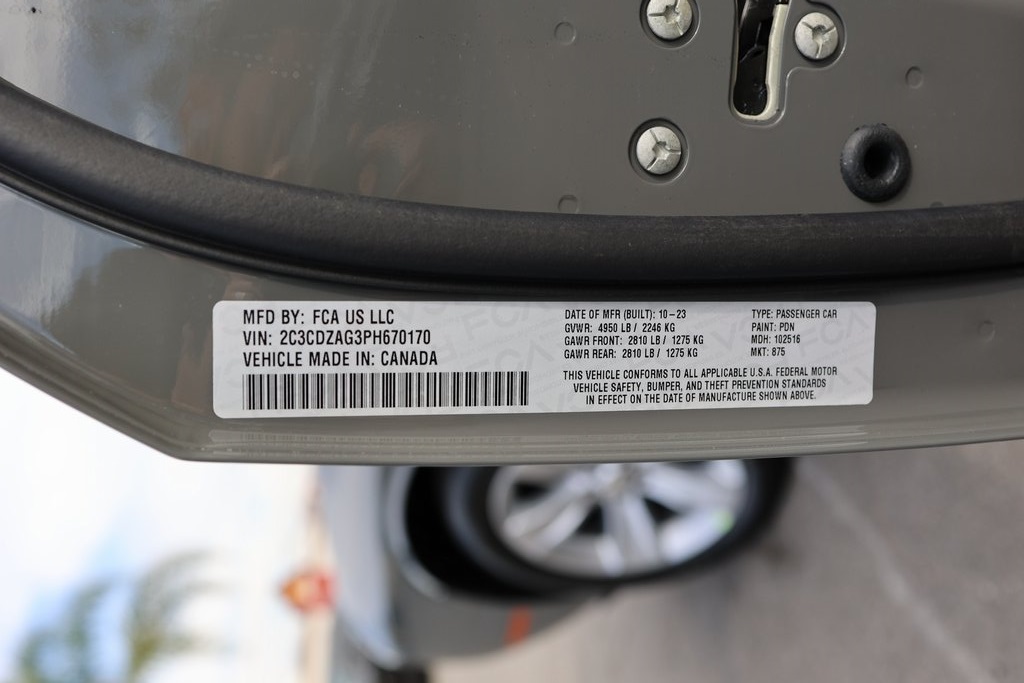 MFD BY: FCA US LLC
VIN: 2C3CDZAG3PH670170
VEHICLE MADE IN: CANADA
DATE OF MFR (BUILT): 10-23
GVWR: 4950 LB / 2246 KG
GAWR FRONT: 2810 LB / 1275 KG
GAWR REAR: 2810 LB / 1275 KG
TYPE: PASSENGER CAR
PAINT: PDN
MDH: 102516
MKT: 875
THIS VEHICLE CONFORMS TO ALL APPLICABLE U.S.A. FEDERAL MOTOR
VEHICLE SAFETY, BUMPER, AND THEFT PREVENTION STANDARDS
IN EFFECT ON THE DATE OF MANUFACTURE SHOWN ABOVE.